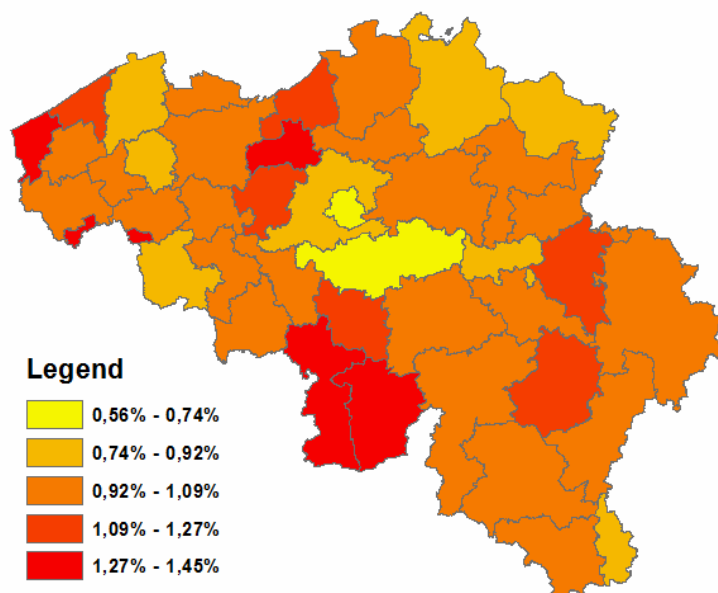 Legend
0,56% - 0,74%
0,74% - 0,92%
0,92% - 1,09%
1,09% - 1,27%
1,27% - 1,45%